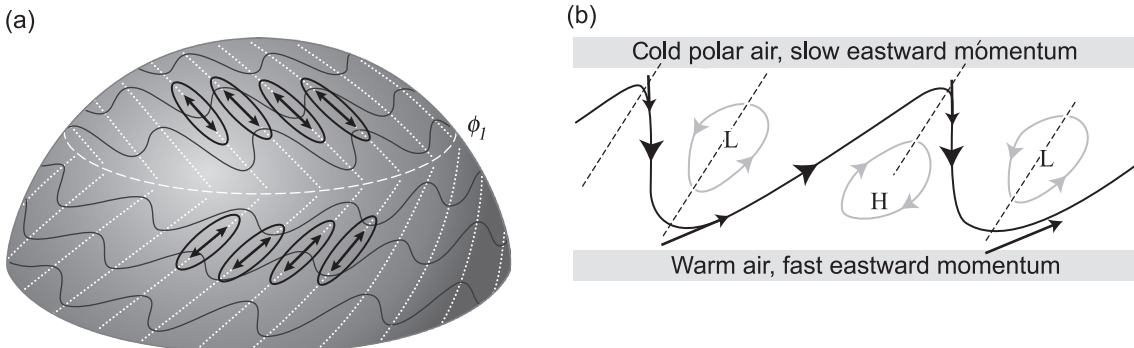 (a)
ϕ₁
(b)
Cold polar air, slow eastward momentum
L
H
L
Warm air, fast eastward momentum